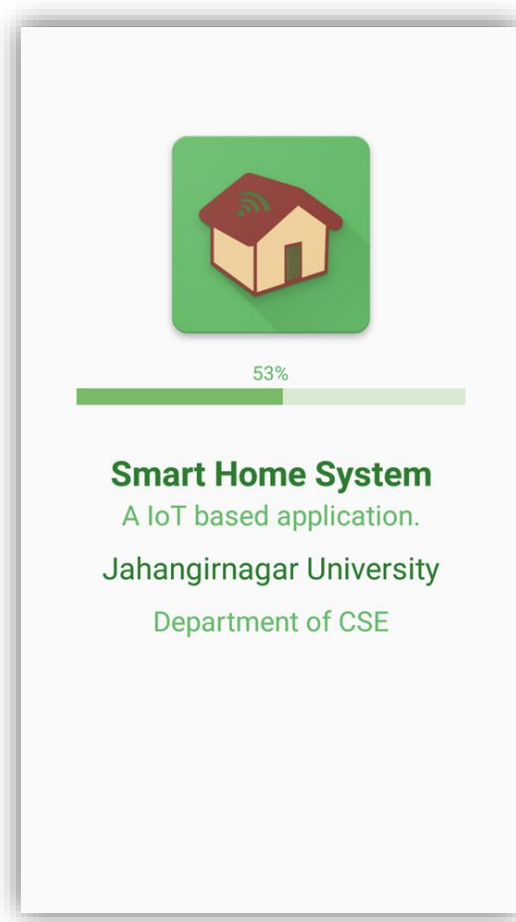 53%
Smart Home System
A IoT based application.
Jahangirnagar University
Department of CSE